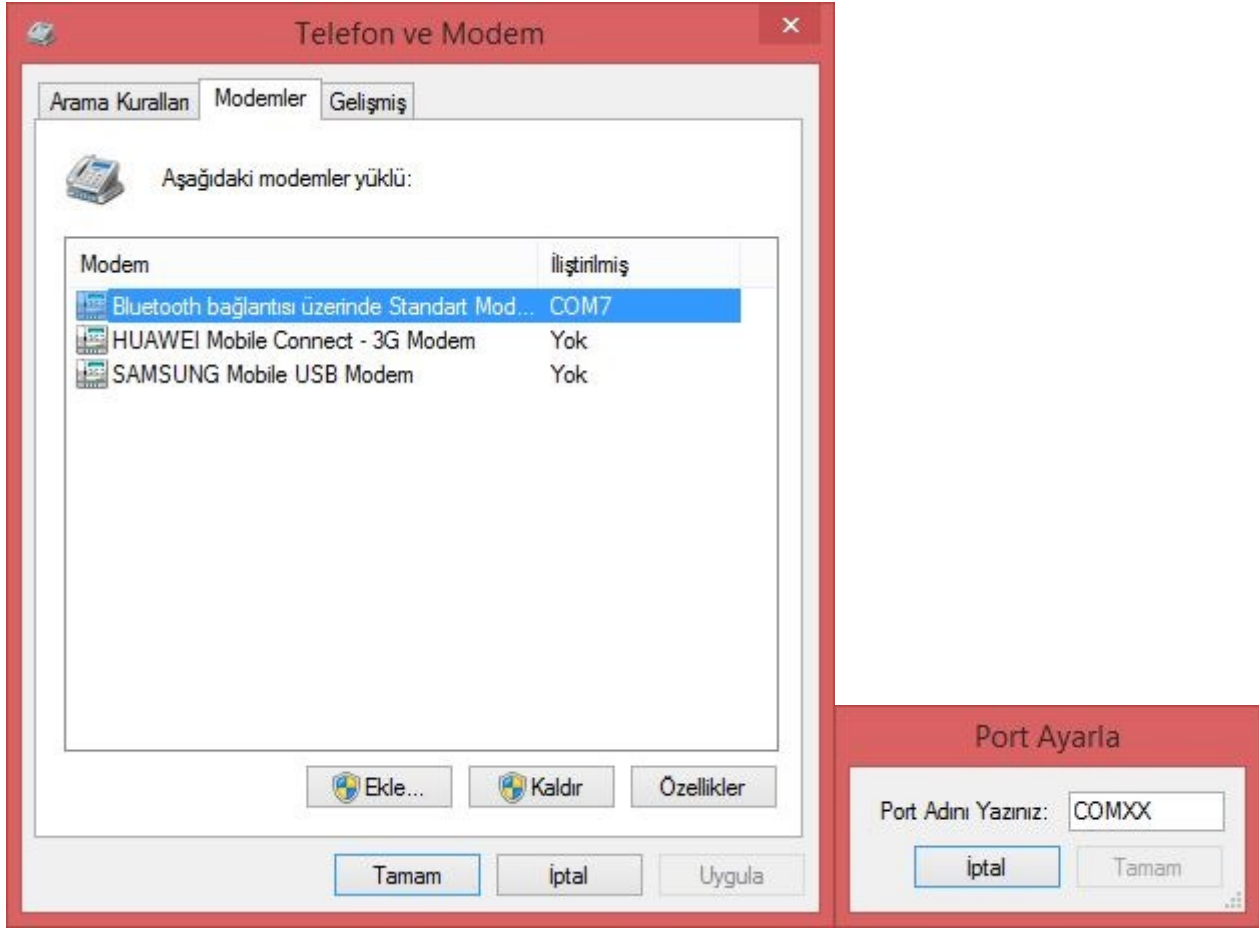 Telefon ve Modem
Arama Kuralları Modemler Gelişmiş
Aşağıdaki modemler yüklü:
Modem İliştirilmiş
Bluetooth bağlantısı üzerinde Standart Mod... COM7
HUAWEI Mobile Connect - 3G Modem Yok
SAMSUNG Mobile USB Modem Yok
Ekle... Kaldır Özellikler
Tamam İptal Uygula
Port Ayarla
Port Adını Yazınız: COMXX
İptal Tamam